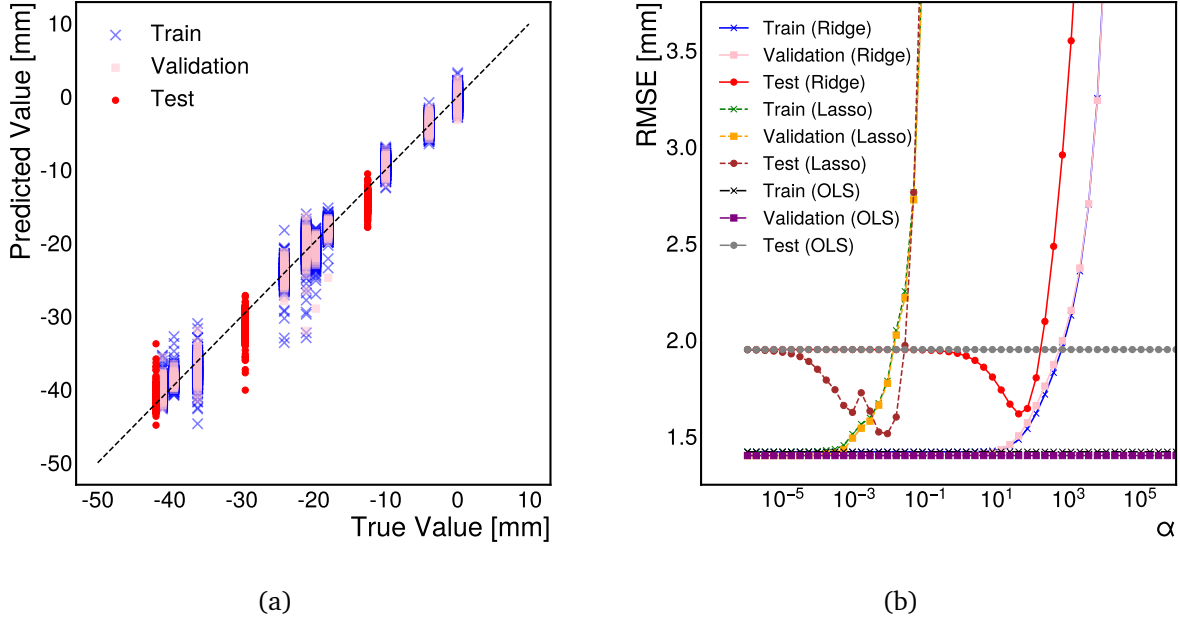 Predicted Value [mm]
10
0
-10
-20
-30
-40
-50
Train
Validation
Test
-50 -40 -30 -20 -10 0 10
True Value [mm]
(a)
RMSE [mm]
3.5
3.0
2.5
2.0
1.5
Train (Ridge)
Validation (Ridge)
Test (Ridge)
Train (Lasso)
Validation (Lasso)
Test (Lasso)
Train (OLS)
Validation (OLS)
Test (OLS)
10⁻⁵ 10⁻³ 10⁻¹ 10¹ 10³ 10⁵
α
(b)